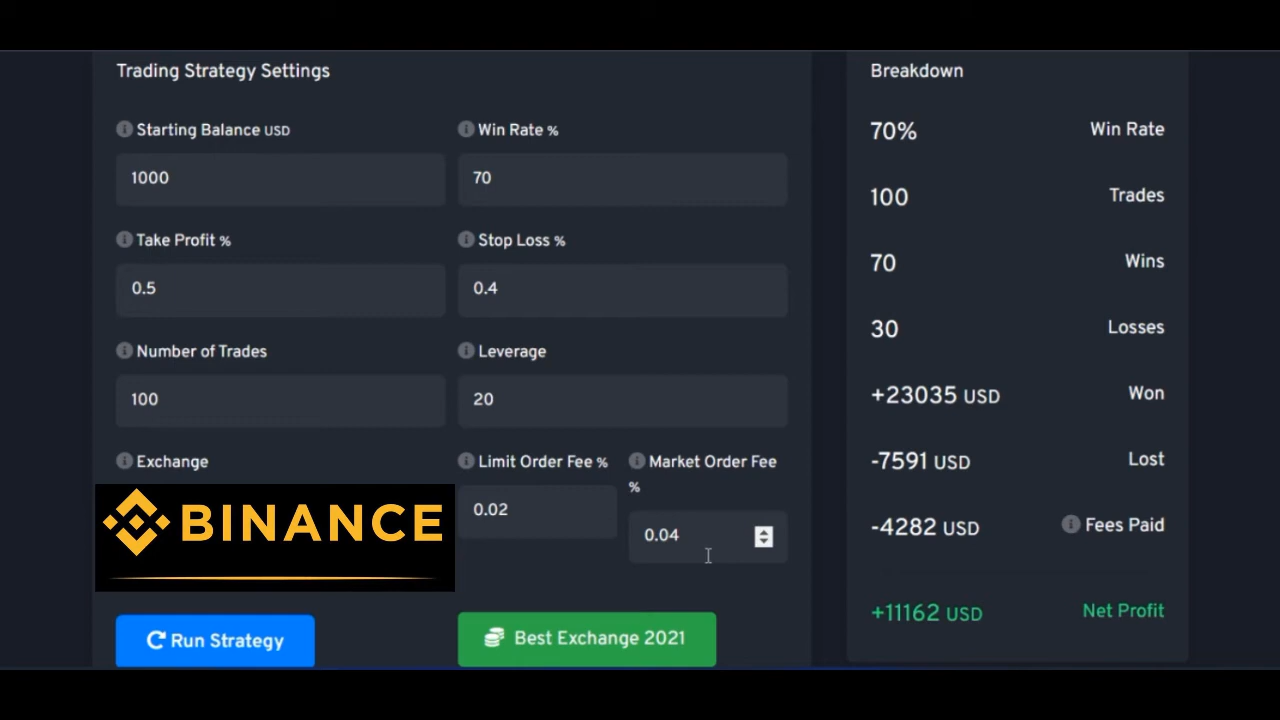 Trading Strategy Settings
Starting Balance USD
Win Rate %
1000
70
Take Profit %
Stop Loss %
0.5
0.4
Number of Trades
Leverage
100
20
Exchange
Limit Order Fee %
Market Order Fee
%
BINANCE
0.02
0.04
Run Strategy
Best Exchange 2021
Breakdown
70% Win Rate
100 Trades
70 Wins
30 Losses
+23035 USD Won
-7591 USD Lost
-4282 USD Fees Paid
+11162 USD Net Profit